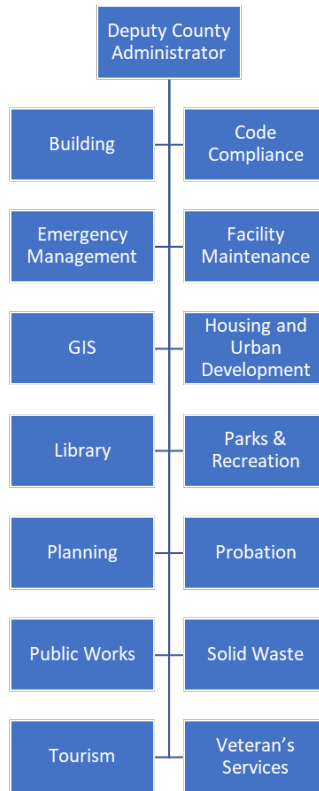 Deputy County
Administrator
Building
Code
Compliance
Emergency
Management
Facility
Maintenance
GIS
Housing and
Urban
Development
Library
Parks &
Recreation
Planning
Probation
Public Works
Solid Waste
Tourism
Veteran’s
Services